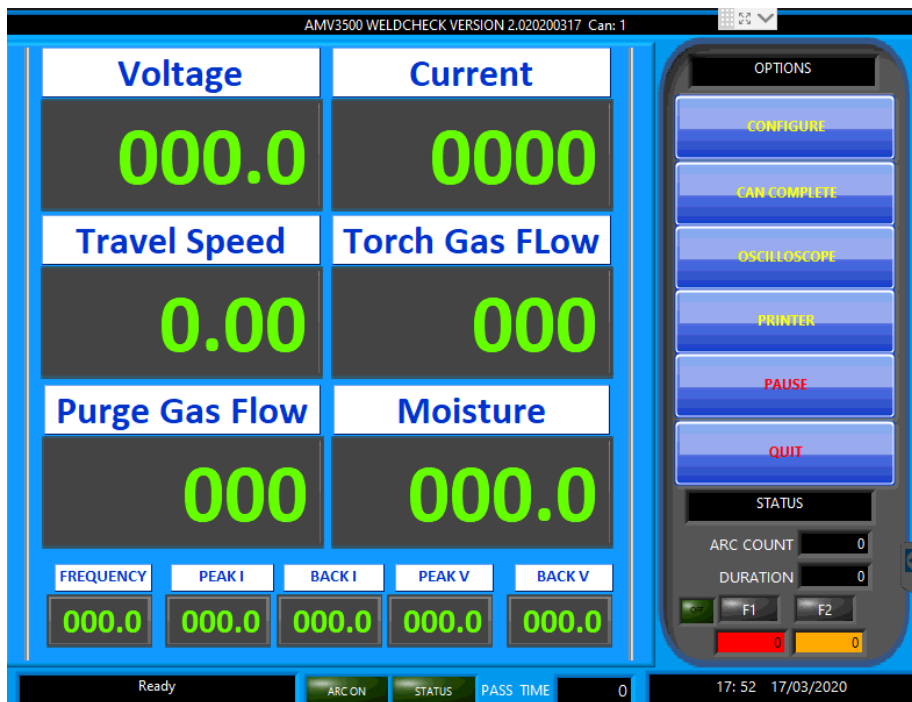 AMV3500 WELDCHECK VERSION 2.020200317 Can: 1
Voltage
Current
000.0
0000
Travel Speed
Torch Gas FLow
0.00
000
Purge Gas Flow
Moisture
000
000.0
FREQUENCY
PEAK I
BACK I
PEAK V
BACK V
000.0
000.0
000.0
000.0
000.0
OPTIONS
CONFIGURE
CAN COMPLETE
OSCILLOSCOPE
PRINTER
PAUSE
QUIT
STATUS
ARC COUNT 0
DURATION 0
OFF F1 F2
0 0
Ready
ARC ON
STATUS
PASS TIME 0
17:52 17/03/2020